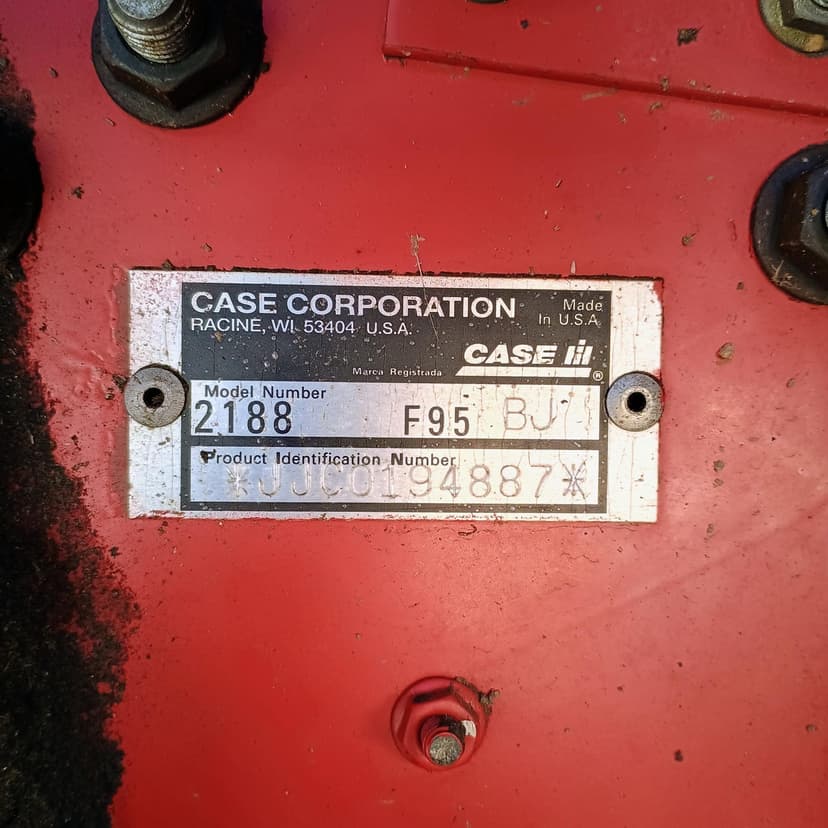 CASE CORPORATION
RACINE, WI 53404 U.S.A.
Made
In U.S.A.
CASE IH ®
Marca Registrada
Model Number
2188 F95 BJ
Product Identification Number
*JJC0194887*